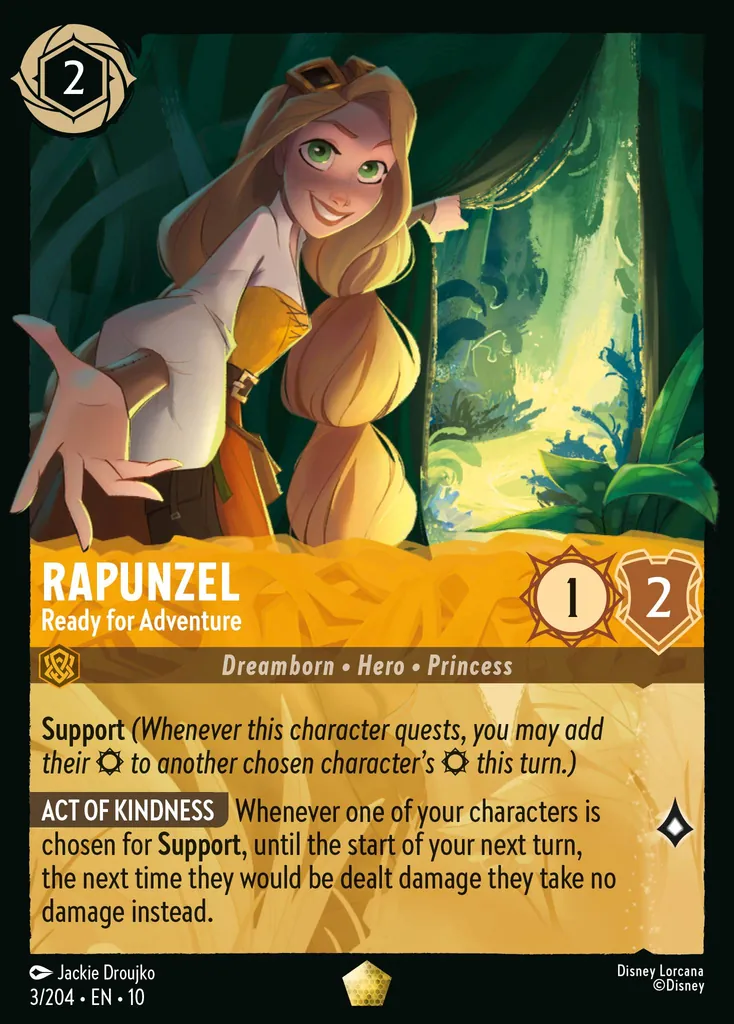 2
RAPUNZEL
Ready for Adventure
1
2
Dreamborn • Hero • Princess
Support (Whenever this character quests, you may add
their to another chosen character's this turn.)
ACT OF KINDNESS Whenever one of your characters is
chosen for Support, until the start of your next turn,
the next time they would be dealt damage they take no
damage instead.
Jackie Droujko
3/204 • EN • 10
Disney Lorcana
©Disney